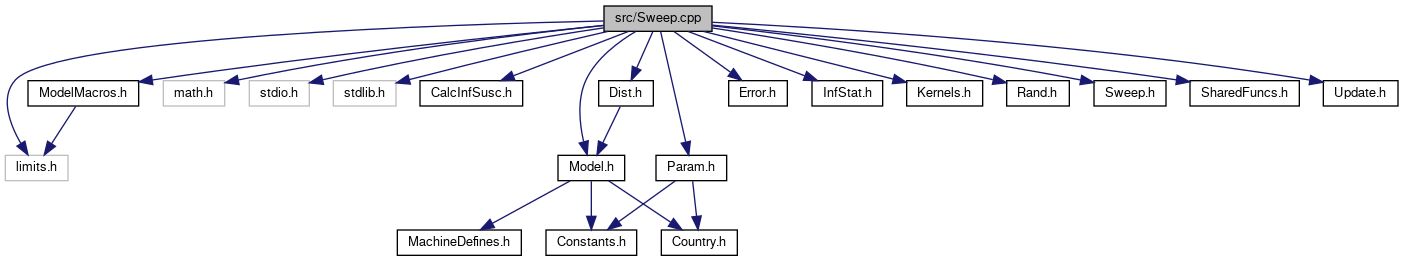 src/Sweep.cpp
ModelMacros.h
math.h
stdio.h
stdlib.h
CalcInfSusc.h
Dist.h
Error.h
InfStat.h
Kernels.h
Rand.h
Sweep.h
SharedFuncs.h
Update.h
limits.h
Model.h
Param.h
MachineDefines.h
Constants.h
Country.h